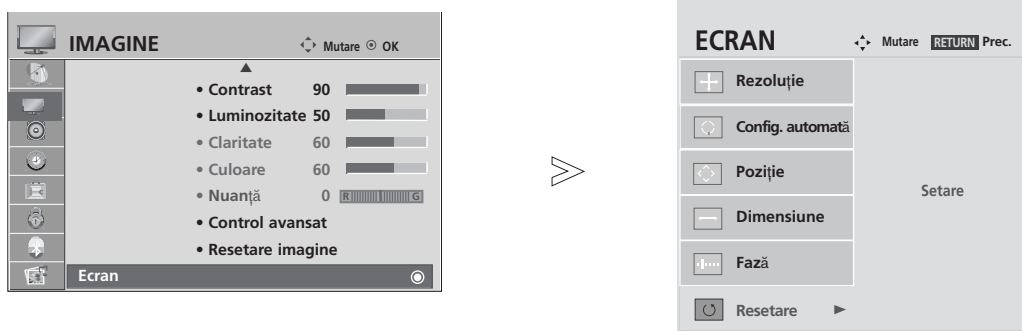 IMAGINE
Mutare OK
• Contrast 90
• Luminozitate 50
• Claritate 60
• Culoare 60
• Nuanță 0 R G
• Control avansat
• Resetare imagine
Ecran
ECRAN
Mutare RETURN Prec.
Rezoluție
Config. automată
Poziție
Dimensiune
Fază
Resetare
Setare